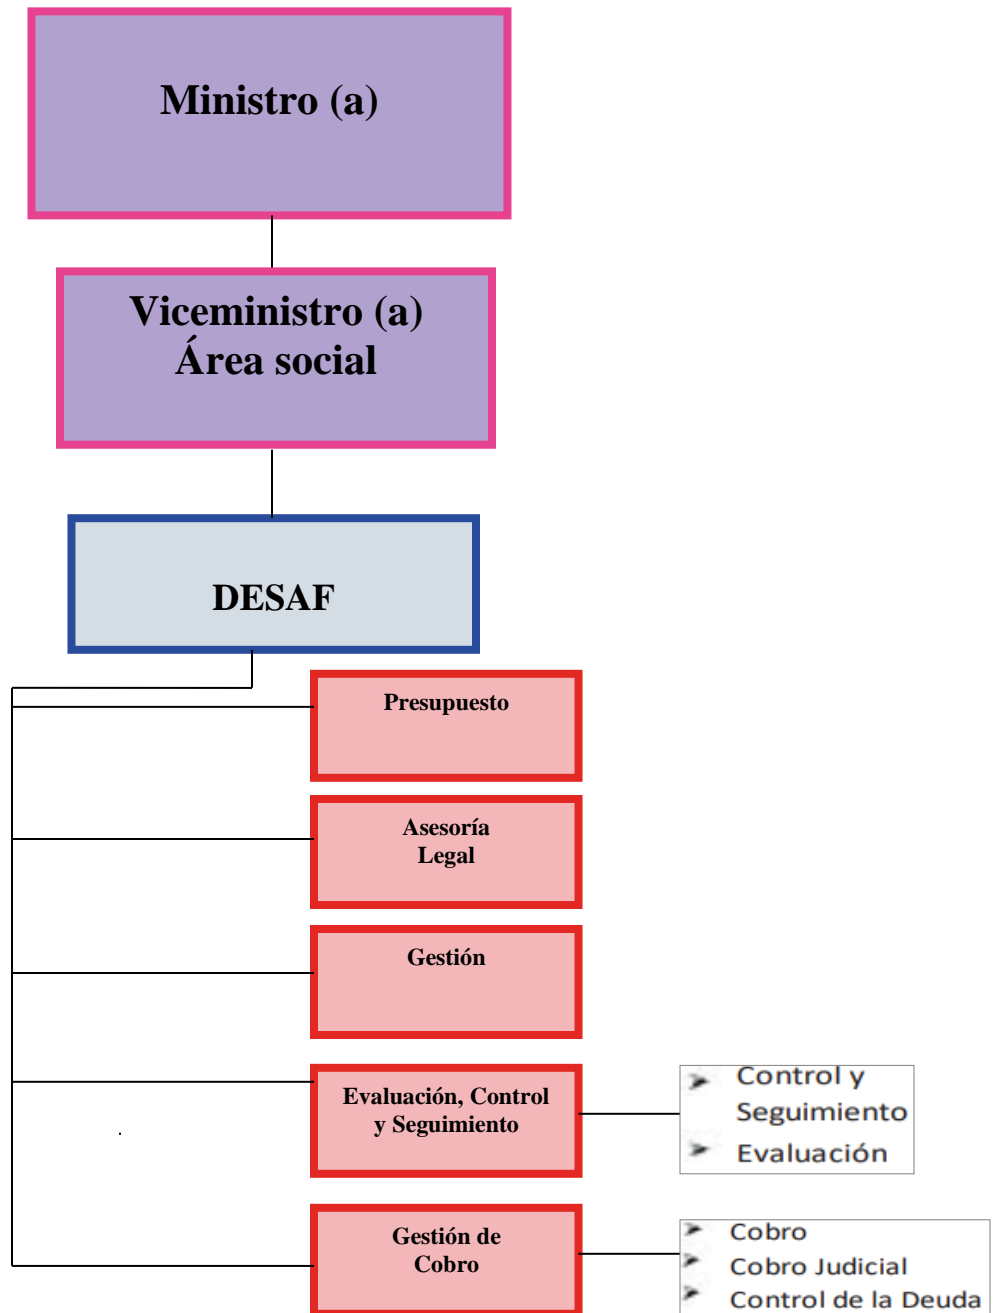 Ministro (a)
Viceministro (a)
Área social
DESAF
Presupuesto
Asesoría
Legal
Gestión
Evaluación, Control
y Seguimiento
Control y
Seguimiento
Evaluación
Gestión de
Cobro
Cobro
Cobro Judicial
Control de la Deuda